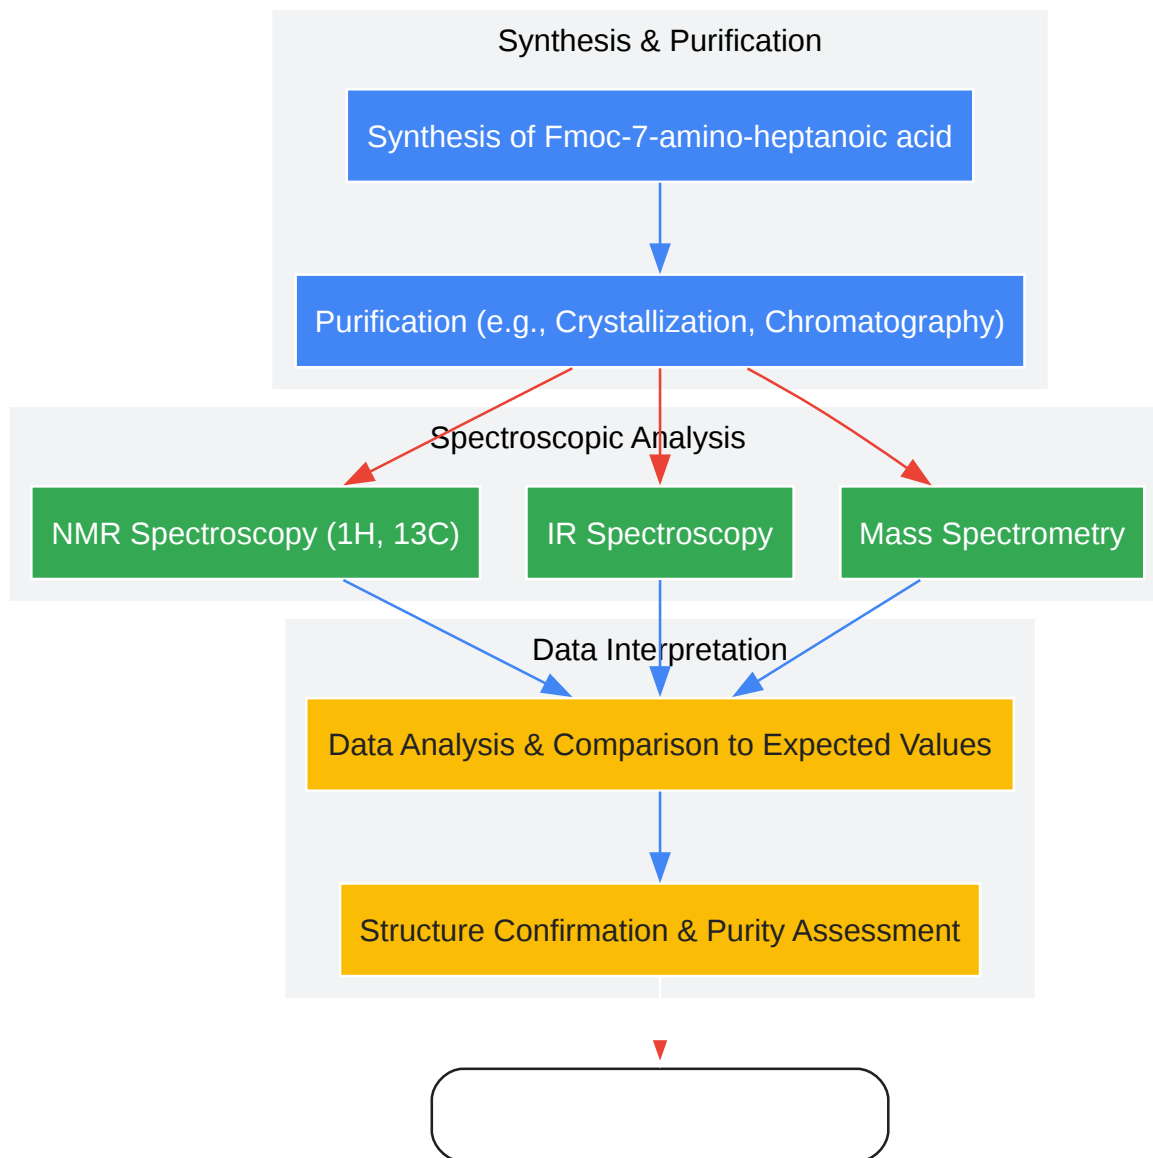 Synthesis & Purification
Synthesis of Fmoc-7-amino-heptanoic acid
Purification (e.g., Crystallization, Chromatography)
Spectroscopic Analysis
NMR Spectroscopy (1H, 13C)
IR Spectroscopy
Mass Spectrometry
Data Interpretation
Data Analysis & Comparison to Expected Values
Structure Confirmation & Purity Assessment